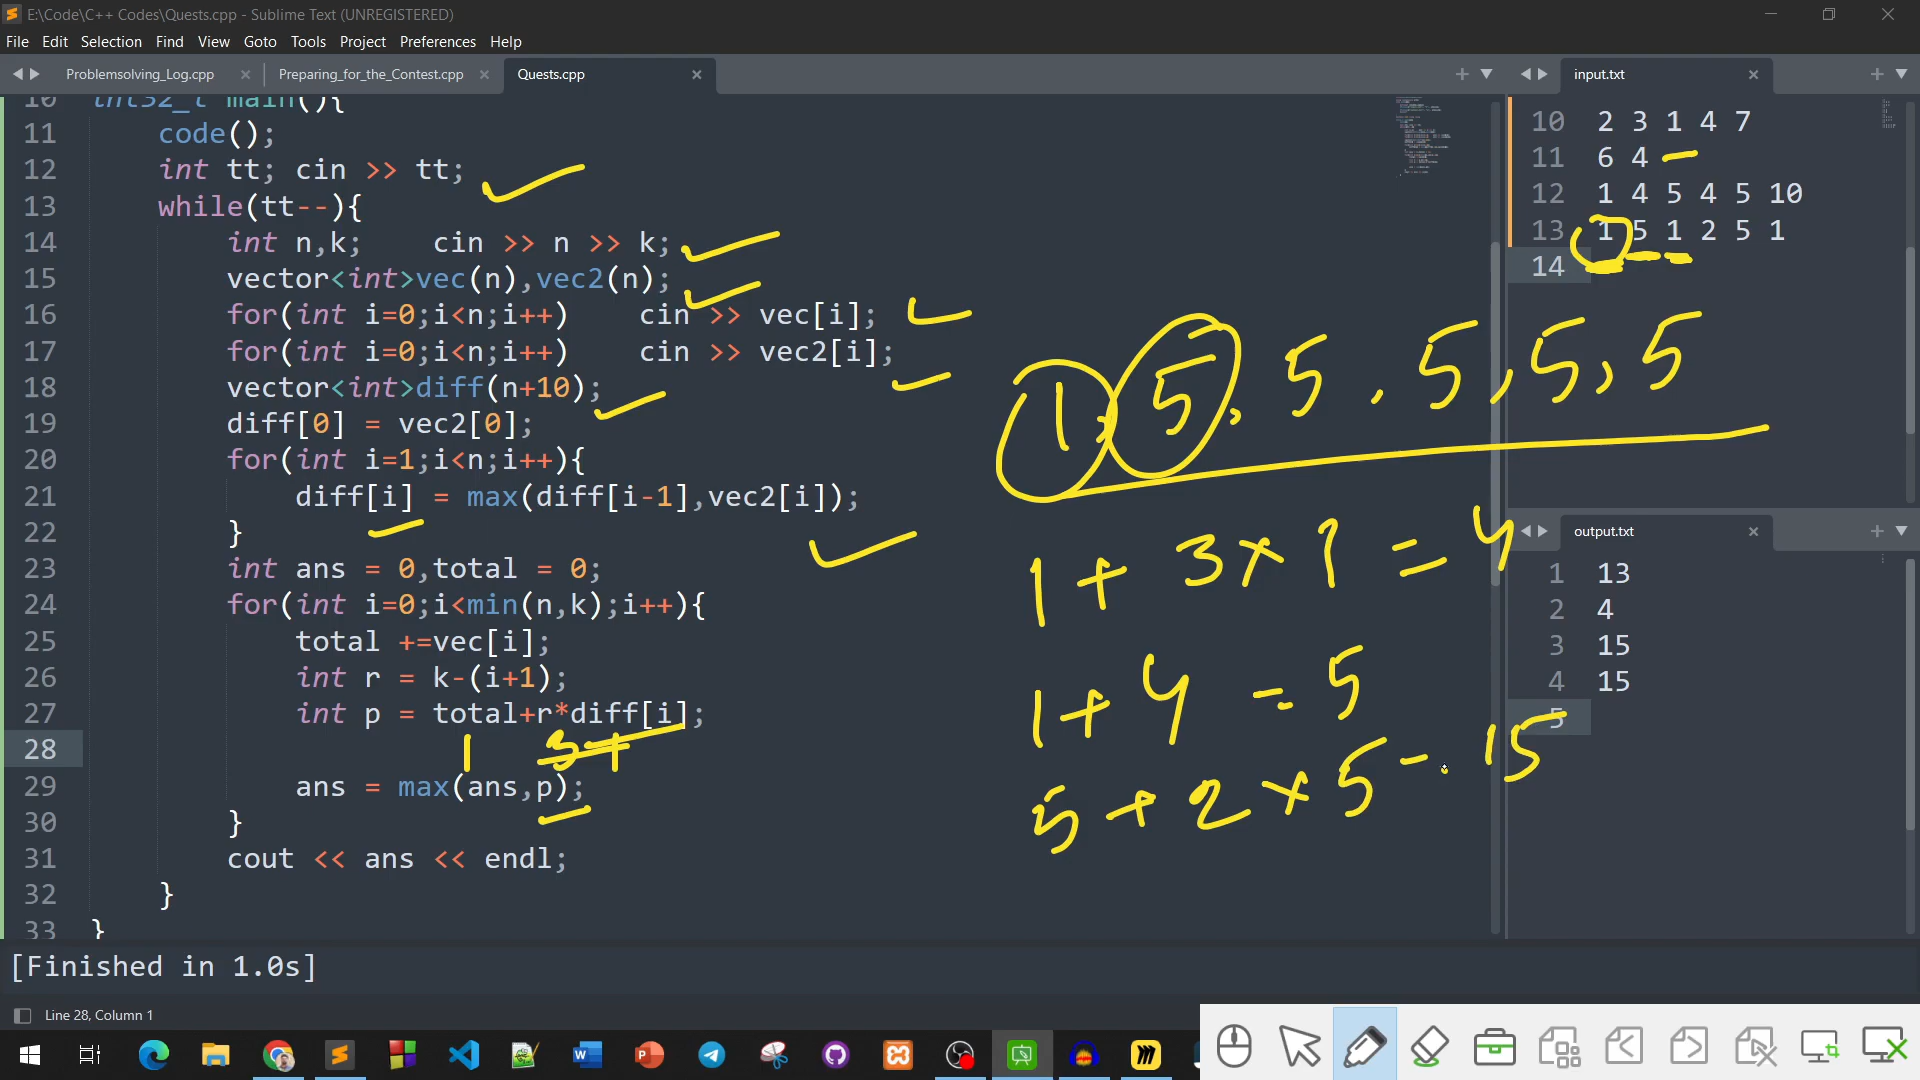 E:\Code\C++ Codes\Quests.cpp - Sublime Text (UNREGISTERED)
File Edit Selection Find View Goto Tools Project Preferences Help
Problemsolving_Log.cpp Preparing_for_the_Contest.cpp Quests.cpp
10 int32_t main(){
11 code();
12 int tt; cin >> tt;
13 while(tt--){
14 int n,k; cin >> n >> k;
15 vector<int>vec(n),vec2(n);
16 for(int i=0;i<n;i++) cin >> vec[i];
17 for(int i=0;i<n;i++) cin >> vec2[i];
18 vector<int>diff(n+10);
19 diff[0] = vec2[0];
20 for(int i=1;i<n;i++){
21 diff[i] = max(diff[i-1],vec2[i]);
22 }
23 int ans = 0,total = 0;
24 for(int i=0;i<min(n,k);i++){
25 total +=vec[i];
26 int r = k-(i+1);
27 int p = total+r*diff[i];
28
29 ans = max(ans,p);
30 }
31 cout << ans << endl;
32 }
33 }
1 3 1
1, 5, 5, 5, 5, 5
1 + 3 x 1 = 4
1 + 4 = 5
5 + 2 x 5 = 15
input.txt
10 2 3 1 4 7
11 6 4
12 1 4 5 4 5 10
13 1 5 1 2 5 1
14
output.txt
1 13
2 4
3 15
4 15
5
[Finished in 1.0s]
Line 28, Column 1